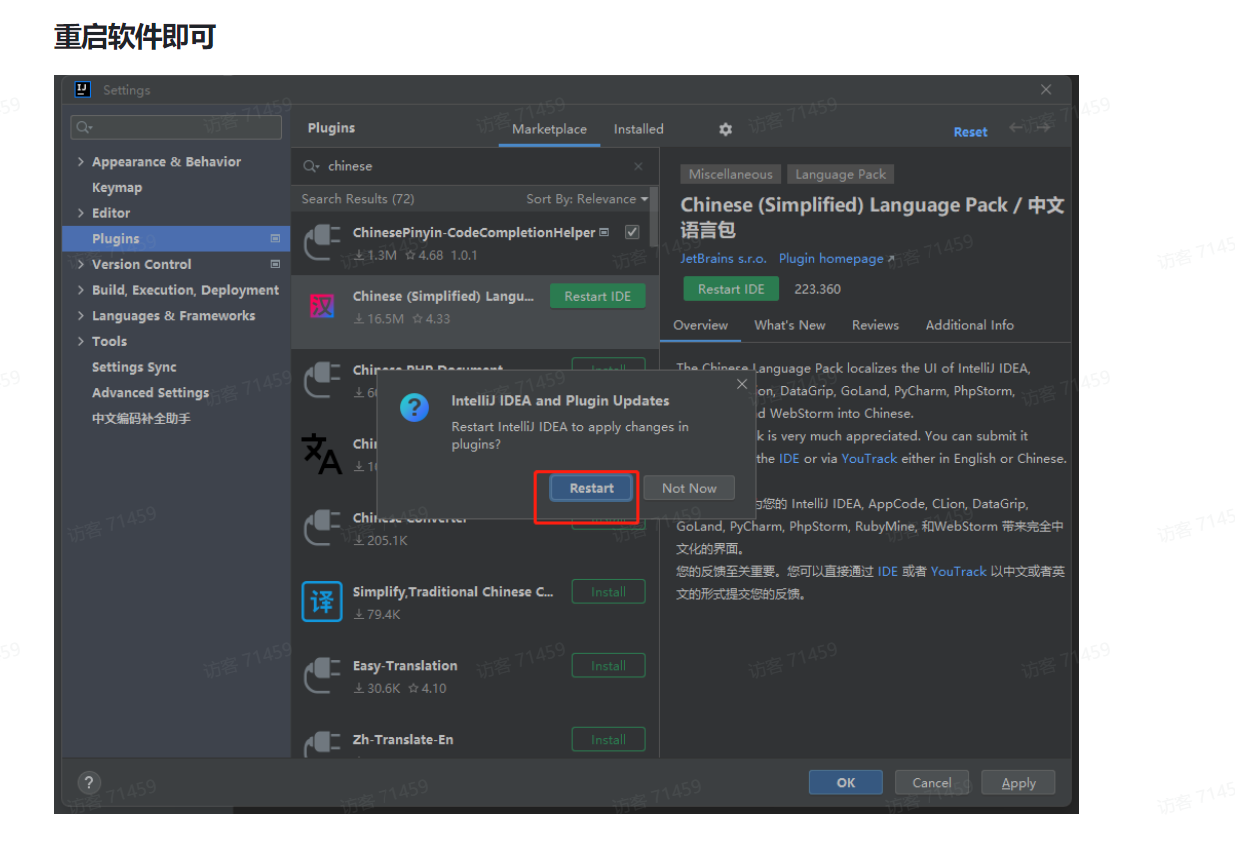 重启软件即可
Settings
Plugins
Marketplace
Installed
Reset
Appearance & Behavior
Keymap
Editor
Plugins
Version Control
Build, Execution, Deployment
Languages & Frameworks
Tools
Settings Sync
Advanced Settings
中文编码补全助手
chinese
Search Results (72)
Sort By: Relevance
ChinesePinyin-CodeCompletionHelper
1.3M 4.68 1.0.1
Chinese (Simplified) Langu...
Restart IDE
16.5M 4.33
Install
Simplify,Traditional Chinese C...
Install
79.4K
Easy-Translation
Install
30.6K 4.10
Zh-Translate-En
Install
205.1K
IntelliJ IDEA and Plugin Updates
Restart IntelliJ IDEA to apply changes in
plugins?
Restart
Not Now
Miscellaneous
Language Pack
Chinese (Simplified) Language Pack / 中文
语言包
JetBrains s.r.o. Plugin homepage
Restart IDE
223.360
Overview
What's New
Reviews
Additional Info
The Chinese Language Pack localizes the UI of IntelliJ IDEA,
DataGrip, GoLand, PyCharm, PhpStorm,
WebStorm into Chinese.
is very much appreciated. You can submit it
the IDE or via YouTrack either in English or Chinese.
您的 IntelliJ IDEA, AppCode, CLion, DataGrip,
GoLand, PyCharm, PhpStorm, RubyMine, 和WebStorm 带来完全中
文化的界面。
您的反馈至关重要。您可以直接通过 IDE 或者 YouTrack 以中文或者英
文的形式提交您的反馈。
?
OK
Cancel
Apply
汉
译
访客 71459